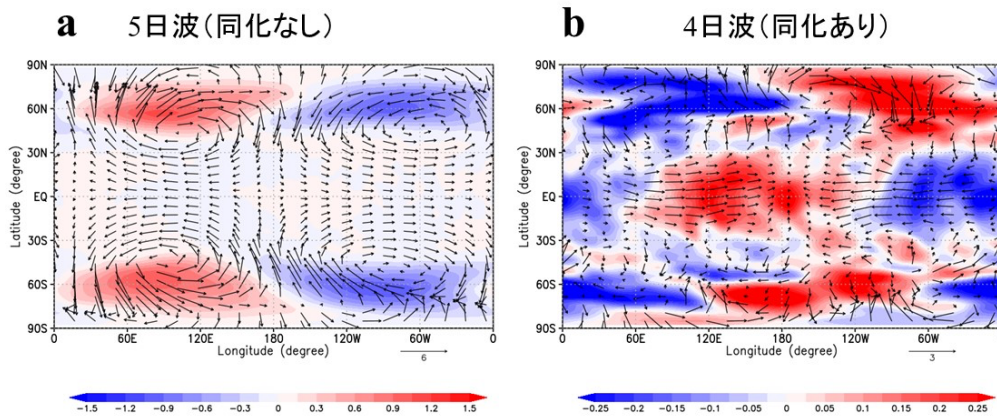 a 5日波(同化なし)
b 4日波(同化あり)
90N
60N
30N
EQ
30S
60S
90S
Latitude (degree)
0 60E 120E 180 120W 60W 0
Longitude (degree)
6
-1.5 -1.2 -0.9 -0.6 -0.3 0 0.3 0.6 0.9 1.2 1.5
90N
60N
30N
EQ
30S
60S
90S
Latitude (degree)
0 60E 120E 180 120W 60W
Longitude (degree)
3
-0.25 -0.2 -0.15 -0.1 -0.05 0 0.05 0.1 0.15 0.2 0.25